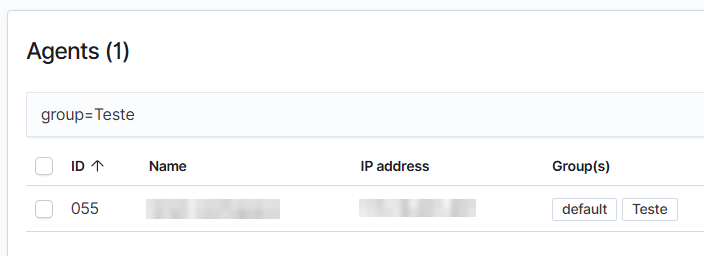 Agents (1)
group=Teste
ID ↑ Name IP address Group(s)
055 default Teste